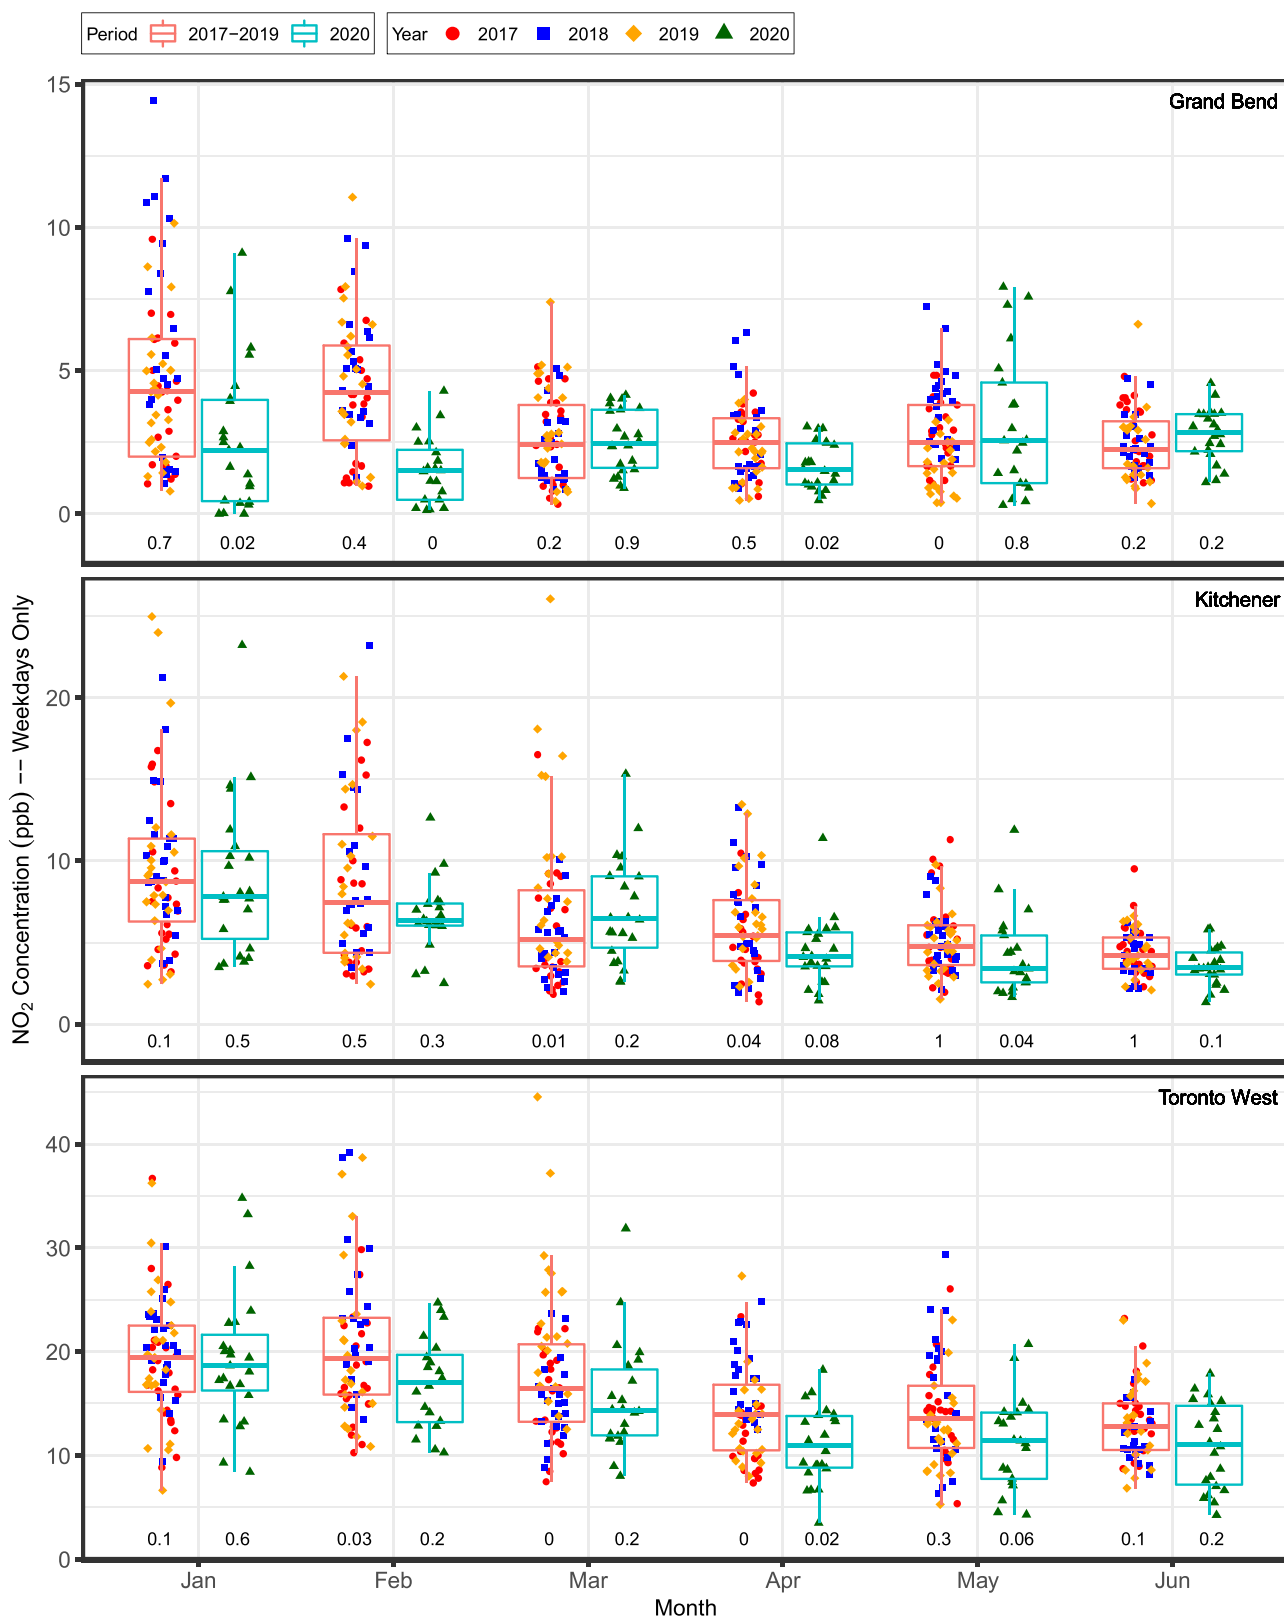 Period 2017−2019 2020 Year 2017 2018 2019 2020
Grand Bend
15
10
5
0
0.7 0.02 0.4 0 0.2 0.9 0.5 0.02 0 0.8 0.2 0.2
Kitchener
20
10
0
0.1 0.5 0.5 0.3 0.01 0.2 0.04 0.08 1 0.04 1 0.1
Toronto West
40
30
20
10
0
0.1 0.6 0.03 0.2 0 0.2 0 0.02 0.3 0.06 0.1 0.2
Jan Feb Mar Apr May Jun
Month
NO₂ Concentration (ppb) −− Weekdays Only